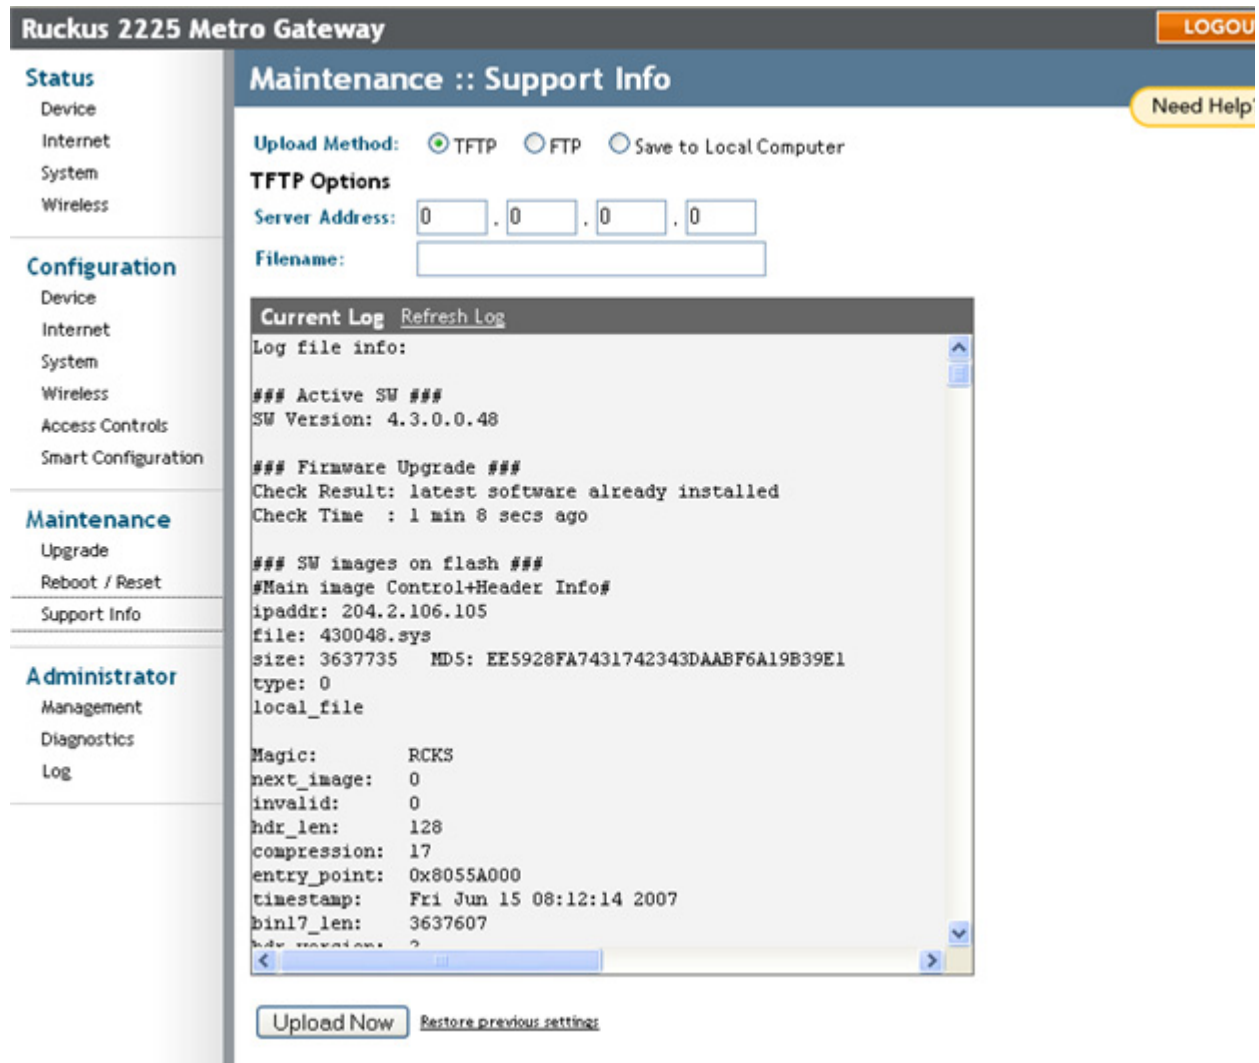 Ruckus 2225 Metro Gateway
LOGOU
Status
Device
Internet
System
Wireless
Configuration
Device
Internet
System
Wireless
Access Controls
Smart Configuration
Maintenance
Upgrade
Reboot / Reset
Support Info
Administrator
Management
Diagnostics
Log
Maintenance :: Support Info
Need Help?
Upload Method: TFTP FTP Save to Local Computer
TFTP Options
Server Address: 0 . 0 . 0 . 0
Filename:
Current Log Refresh Log
Log file info:
### Active SW ###
SW Version: 4.3.0.0.48
### Firmware Upgrade ###
Check Result: latest software already installed
Check Time : 1 min 8 secs ago
### SW images on flash ###
#Main image Control+Header Info#
ipaddr: 204.2.106.105
file: 430048.sys
size: 3637735 MD5: EE5928FA7431742343DAABF6A19B39E1
type: 0
local_file
Magic: RCKS
next_image: 0
invalid: 0
hdr_len: 128
compression: 17
entry_point: 0x8055A000
timestamp: Fri Jun 15 08:12:14 2007
bin17_len: 3637607
Upload Now Restore previous settings